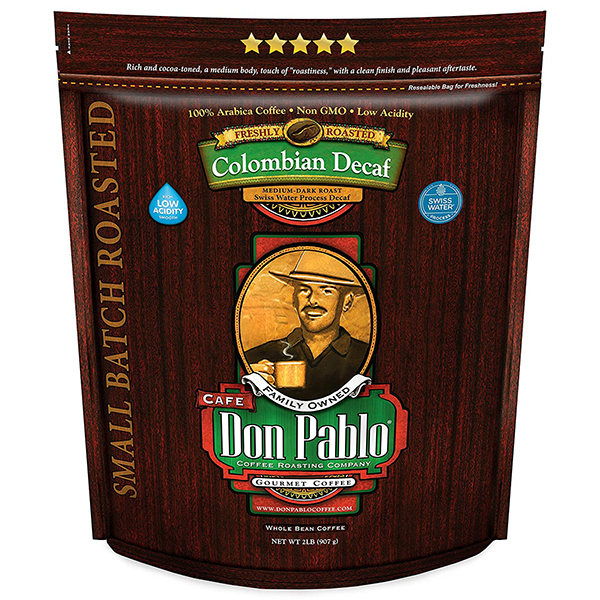 Rich and cocoa-toned, a medium body, touch of "roastiness," with a clean finish and pleasant aftertaste.
Resealable Bag for Freshness!
100% Arabica Coffee • Non GMO • Low Acidity
FRESHLY ROASTED
Colombian Decaf
MEDIUM-DARK ROAST
Swiss Water Process Decaf
LOW
ACIDITY
SMOOTH
SWISS
WATER
PROCESS
SMALL BATCH ROASTED
FAMILY OWNED
CAFE
Don Pablo®
COFFEE ROASTING COMPANY
GOURMET COFFEE
WWW.DONPABLOCOFFEE.COM
WHOLE BEAN COFFEE
NET WT 2LB (907 g)